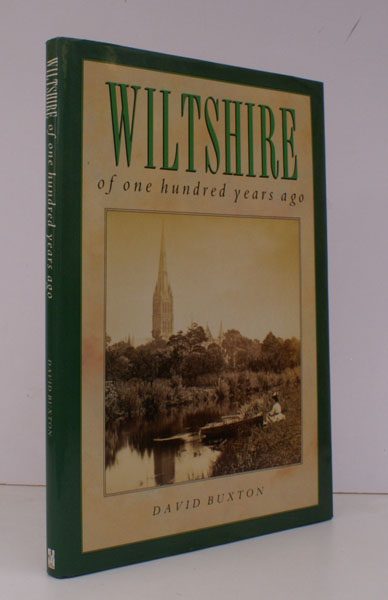 WILTSHIRE of one hundred years ago
DAVID BUXTON
WILTSHIRE
of one hundred years ago
DAVID BUXTON